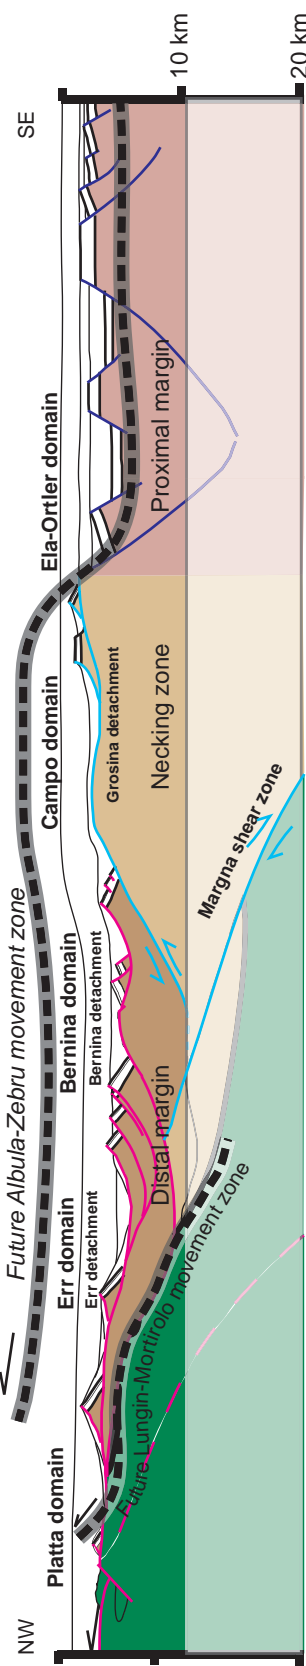 NW
SE
Future Albula-Zebru movement zone
Platta domain
Err domain
Bernina domain
Campo domain
Ela-Ortler domain
Err detachment
Bernina detachment
Grosina detachment
Distal margin
Necking zone
Proximal margin
Future Lungin-Mortirolo movement zone
Margna shear zone
10 km
20 km